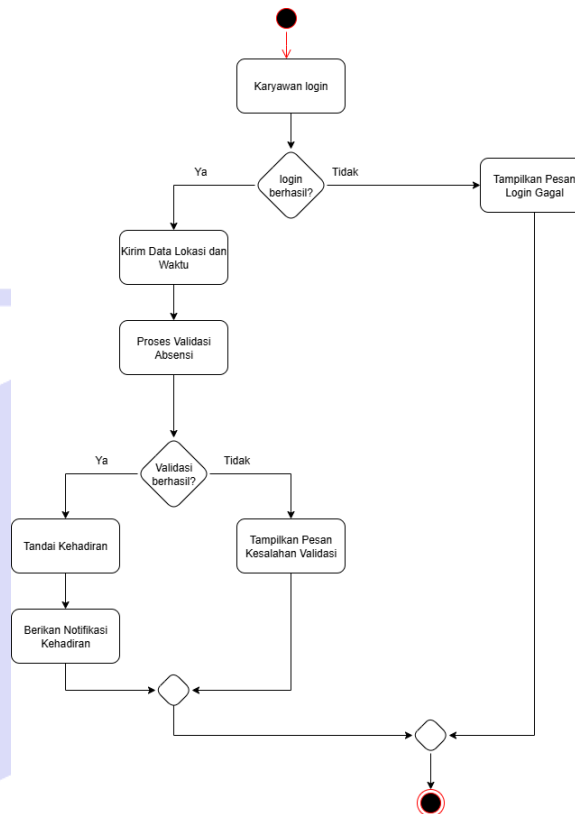 Karyawan login
login
berhasil?
Ya
Tidak
Tampilkan Pesan
Login Gagal
Kirim Data Lokasi dan
Waktu
Proses Validasi
Absensi
Validasi
berhasil?
Ya
Tidak
Tandai Kehadiran
Tampilkan Pesan
Kesalahan Validasi
Berikan Notifikasi
Kehadiran